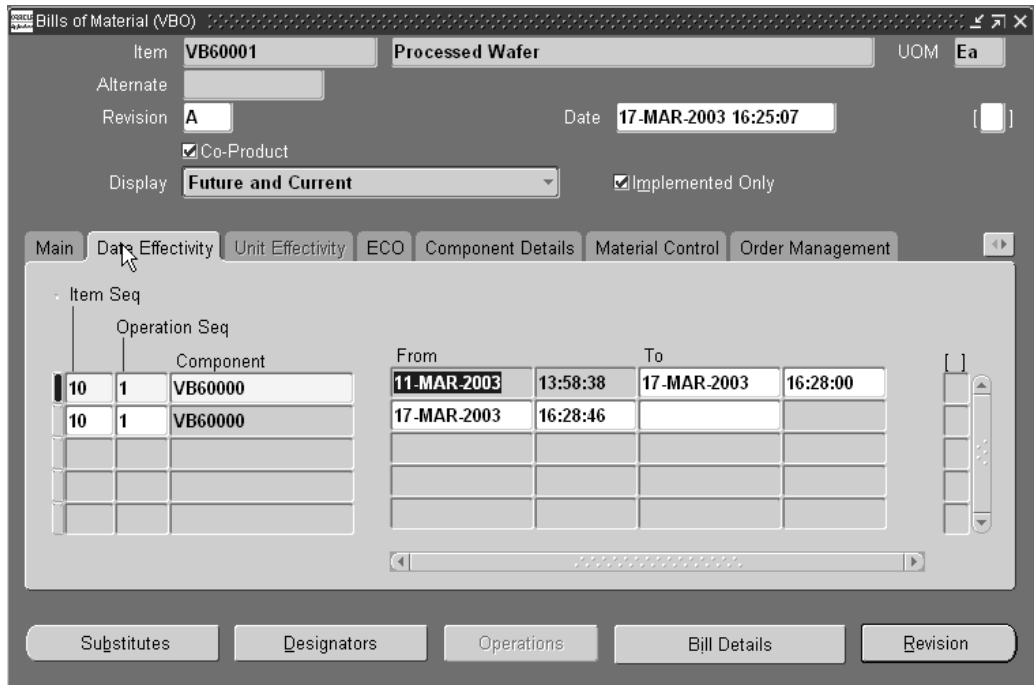 ORACLE Bills of Material (VBO)
Item VB60001 Processed Wafer UOM Ea
Alternate
Revision A Date 17-MAR-2003 16:25:07 [ ]
Co-Product
Display Future and Current Implemented Only
Main Date Effectivity Unit Effectivity ECO Component Details Material Control Order Management
Item Seq
Operation Seq
Component From To [ ]
10 1 VB60000 11-MAR-2003 13:58:38 17-MAR-2003 16:28:00
10 1 VB60000 17-MAR-2003 16:28:46
Substitutes Designators Operations Bill Details Revision